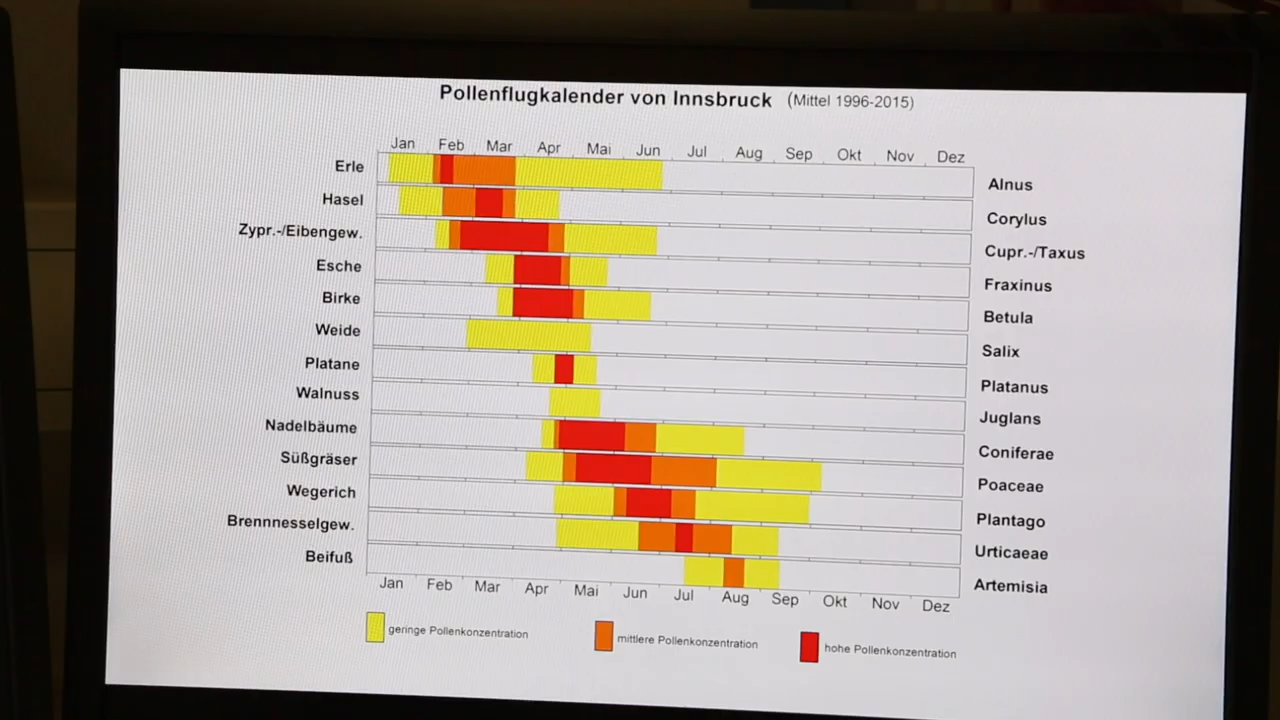 Pollenflugkalender von Innsbruck (Mittel 1996-2015)
Jan Feb Mar Apr Mai Jun Jul Aug Sep Okt Nov Dez
Erle Alnus
Hasel Corylus
Zypr.-/Eibengew. Cupr.-/Taxus
Esche Fraxinus
Birke Betula
Weide Salix
Platane Platanus
Walnuss Juglans
Nadelbäume Coniferae
Süßgräser Poaceae
Wegerich Plantago
Brennnesselgew. Urticaeae
Beifuß Artemisia
Jan Feb Mar Apr Mai Jun Jul Aug Sep Okt Nov Dez
geringe Pollenkonzentration mittlere Pollenkonzentration hohe Pollenkonzentration